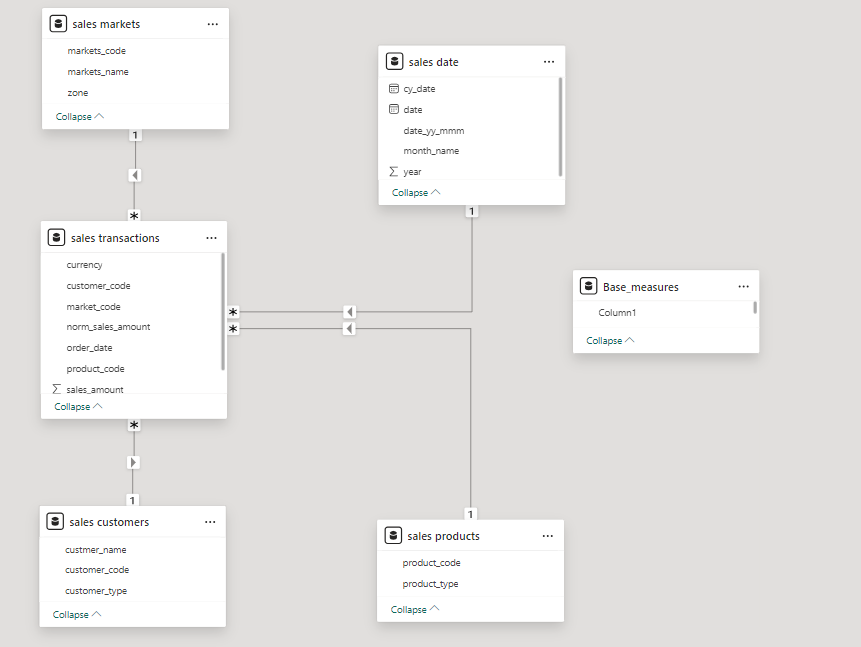 sales markets
markets_code
markets_name
zone
Collapse
1
*
sales date
cy_date
date
date_yy_mmm
month_name
Σ year
Collapse
1
sales transactions
currency
customer_code
market_code
norm_sales_amount
order_date
product_code
Σ sales_amount
Collapse
*
*
*
Base_measures
Column1
Collapse
1
sales customers
custmer_name
customer_code
customer_type
Collapse
1
sales products
product_code
product_type
Collapse